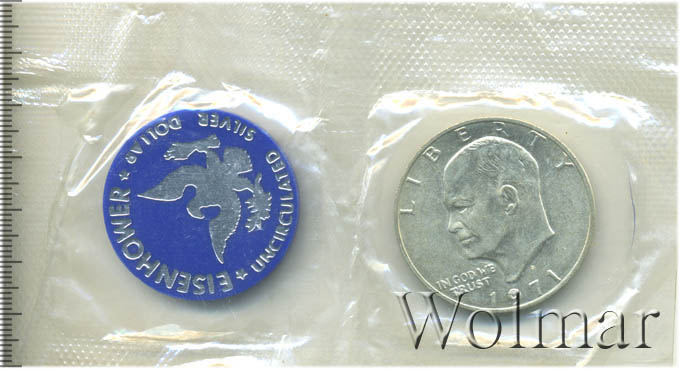 EISENHOWER
UNCIRCULATED SILVER DOLLAR
LIBERTY
IN GOD WE
TRUST
1971
Wolmar